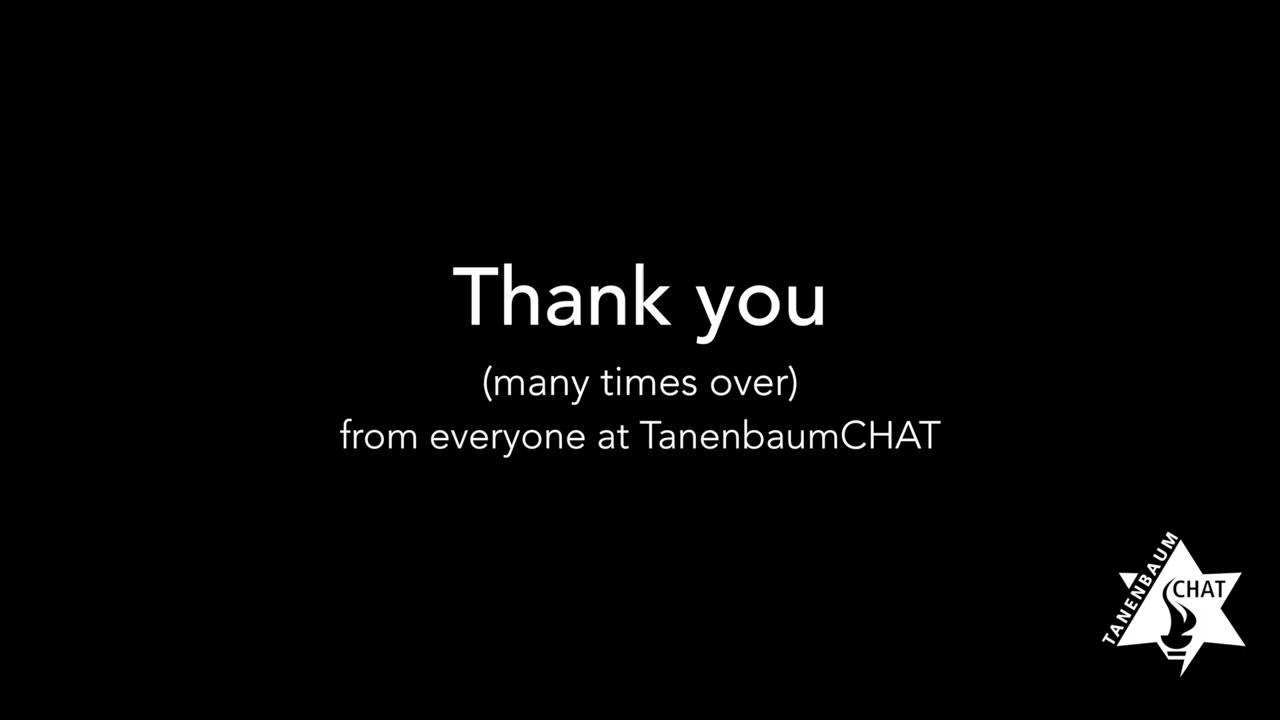 Thank you
(many times over)
from everyone at TanenbaumCHAT
TANENBAUM
CHAT